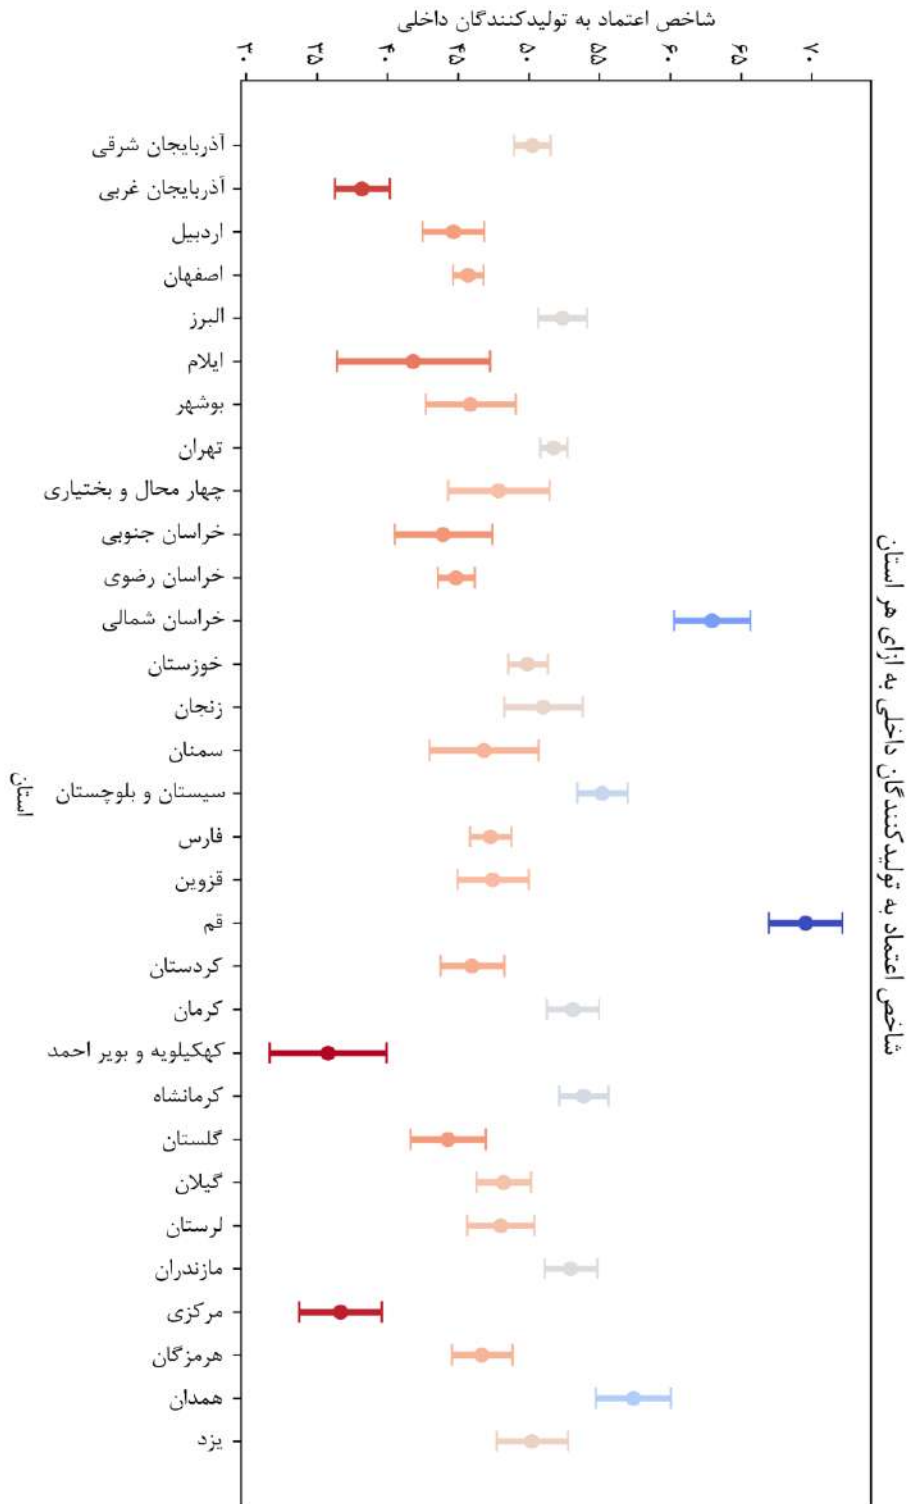 شاخص اعتماد به تولیدکنندگان داخلی به ازای هر استان
شاخص اعتماد به تولیدکنندگان داخلی
۳۰
۳۵
۴۰
۴۵
۵۰
۵۵
۶۰
۶۵
۷۰
آذربایجان شرقی
آذربایجان غربی
اردبیل
اصفهان
البرز
ایلام
بوشهر
تهران
چهار محال و بختیاری
خراسان جنوبی
خراسان رضوی
خراسان شمالی
خوزستان
زنجان
سمنان
سیستان و بلوچستان
فارس
قزوین
قم
کردستان
کرمان
کهکیلویه و بویر احمد
کرمانشاه
گلستان
گیلان
لرستان
مازندران
مرکزی
هرمزگان
همدان
یزد
استان